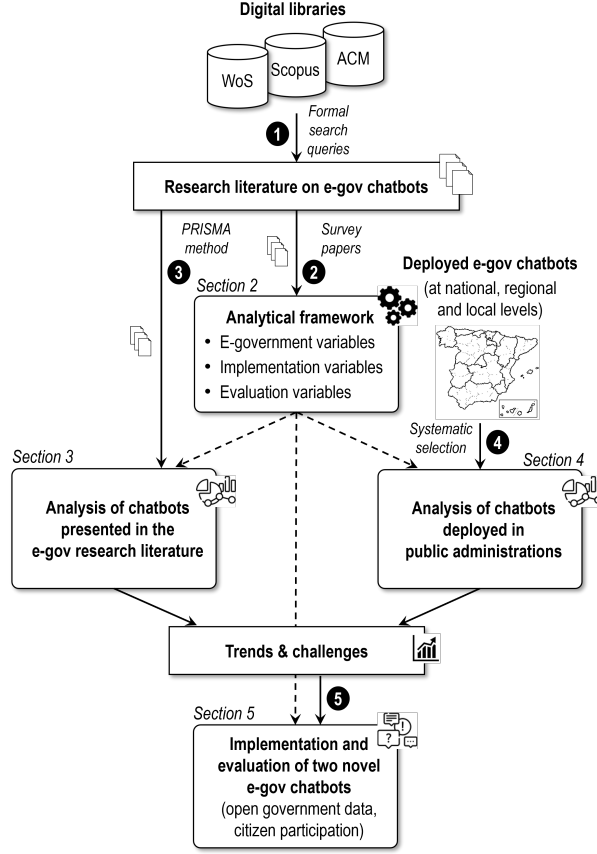 Digital libraries
WoS
Scopus
ACM
1
Formal
search
queries
Research literature on e-gov chatbots
PRISMA
method
3
Survey
papers
2
Section 2
Analytical framework
• E-government variables
• Implementation variables
• Evaluation variables
Deployed e-gov chatbots
(at national, regional
and local levels)
Systematic
selection
4
Section 3
Analysis of chatbots
presented in the
e-gov research literature
Section 4
Analysis of chatbots
deployed in
public administrations
Trends & challenges
5
Section 5
Implementation and
evaluation of two novel
e-gov chatbots
(open government data,
citizen participation)
! 
?